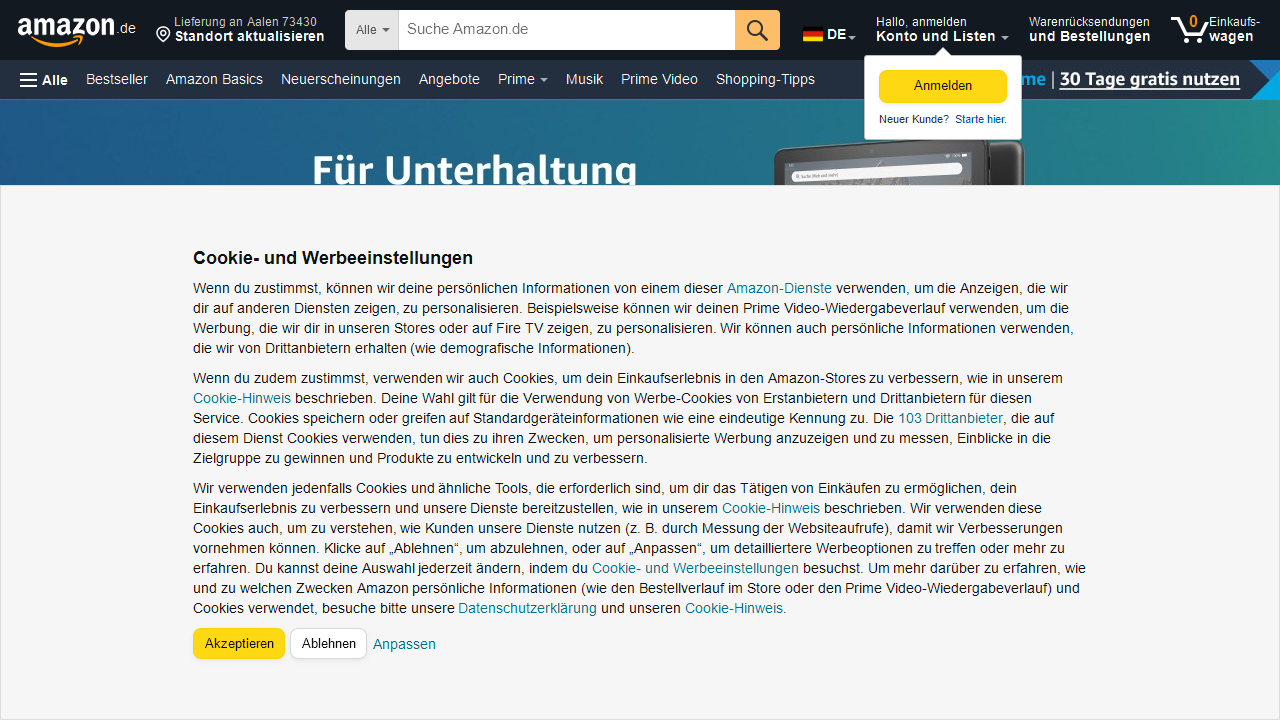 amazon.de
Lieferung an Aalen 73430
Standort aktualisieren
Alle
Suche Amazon.de
DE
Hallo, anmelden
Konto und Listen
Warenrücksendungen
und Bestellungen
0
Einkaufs-
wagen
Alle
Bestseller
Amazon Basics
Neuerscheinungen
Angebote
Prime
Musik
Prime Video
Shopping-Tipps
me | 30 Tage gratis nutzen
Anmelden
Neuer Kunde? Starte hier.
Für Unterhaltung
Cookie- und Werbeeinstellungen
Wenn du zustimmst, können wir deine persönlichen Informationen von einem dieser Amazon-Dienste verwenden, um die Anzeigen, die wir
dir auf anderen Diensten zeigen, zu personalisieren. Beispielsweise können wir deinen Prime Video-Wiedergabeverlauf verwenden, um die
Werbung, die wir dir in unseren Stores oder auf Fire TV zeigen, zu personalisieren. Wir können auch persönliche Informationen verwenden,
die wir von Drittanbietern erhalten (wie demografische Informationen).
Wenn du zudem zustimmst, verwenden wir auch Cookies, um dein Einkaufserlebnis in den Amazon-Stores zu verbessern, wie in unserem
Cookie-Hinweis beschrieben. Deine Wahl gilt für die Verwendung von Werbe-Cookies von Erstanbietern und Drittanbietern für diesen
Service. Cookies speichern oder greifen auf Standardgeräteinformationen wie eine eindeutige Kennung zu. Die 103 Drittanbieter, die auf
diesem Dienst Cookies verwenden, tun dies zu ihren Zwecken, um personalisierte Werbung anzuzeigen und zu messen, Einblicke in die
Zielgruppe zu gewinnen und Produkte zu entwickeln und zu verbessern.
Wir verwenden jedenfalls Cookies und ähnliche Tools, die erforderlich sind, um dir das Tätigen von Einkäufen zu ermöglichen, dein
Einkaufserlebnis zu verbessern und unsere Dienste bereitzustellen, wie in unserem Cookie-Hinweis beschrieben. Wir verwenden diese
Cookies auch, um zu verstehen, wie Kunden unsere Dienste nutzen (z. B. durch Messung der Websiteaufrufe), damit wir Verbesserungen
vornehmen können. Klicke auf „Ablehnen“, um abzulehnen, oder auf „Anpassen“, um detailliertere Werbeoptionen zu treffen oder mehr zu
erfahren. Du kannst deine Auswahl jederzeit ändern, indem du Cookie- und Werbeeinstellungen besuchst. Um mehr darüber zu erfahren, wie
und zu welchen Zwecken Amazon persönliche Informationen (wie den Bestellverlauf im Store oder den Prime Video-Wiedergabeverlauf) und
Cookies verwendet, besuche bitte unsere Datenschutzerklärung und unseren Cookie-Hinweis.
Akzeptieren
Ablehnen
Anpassen